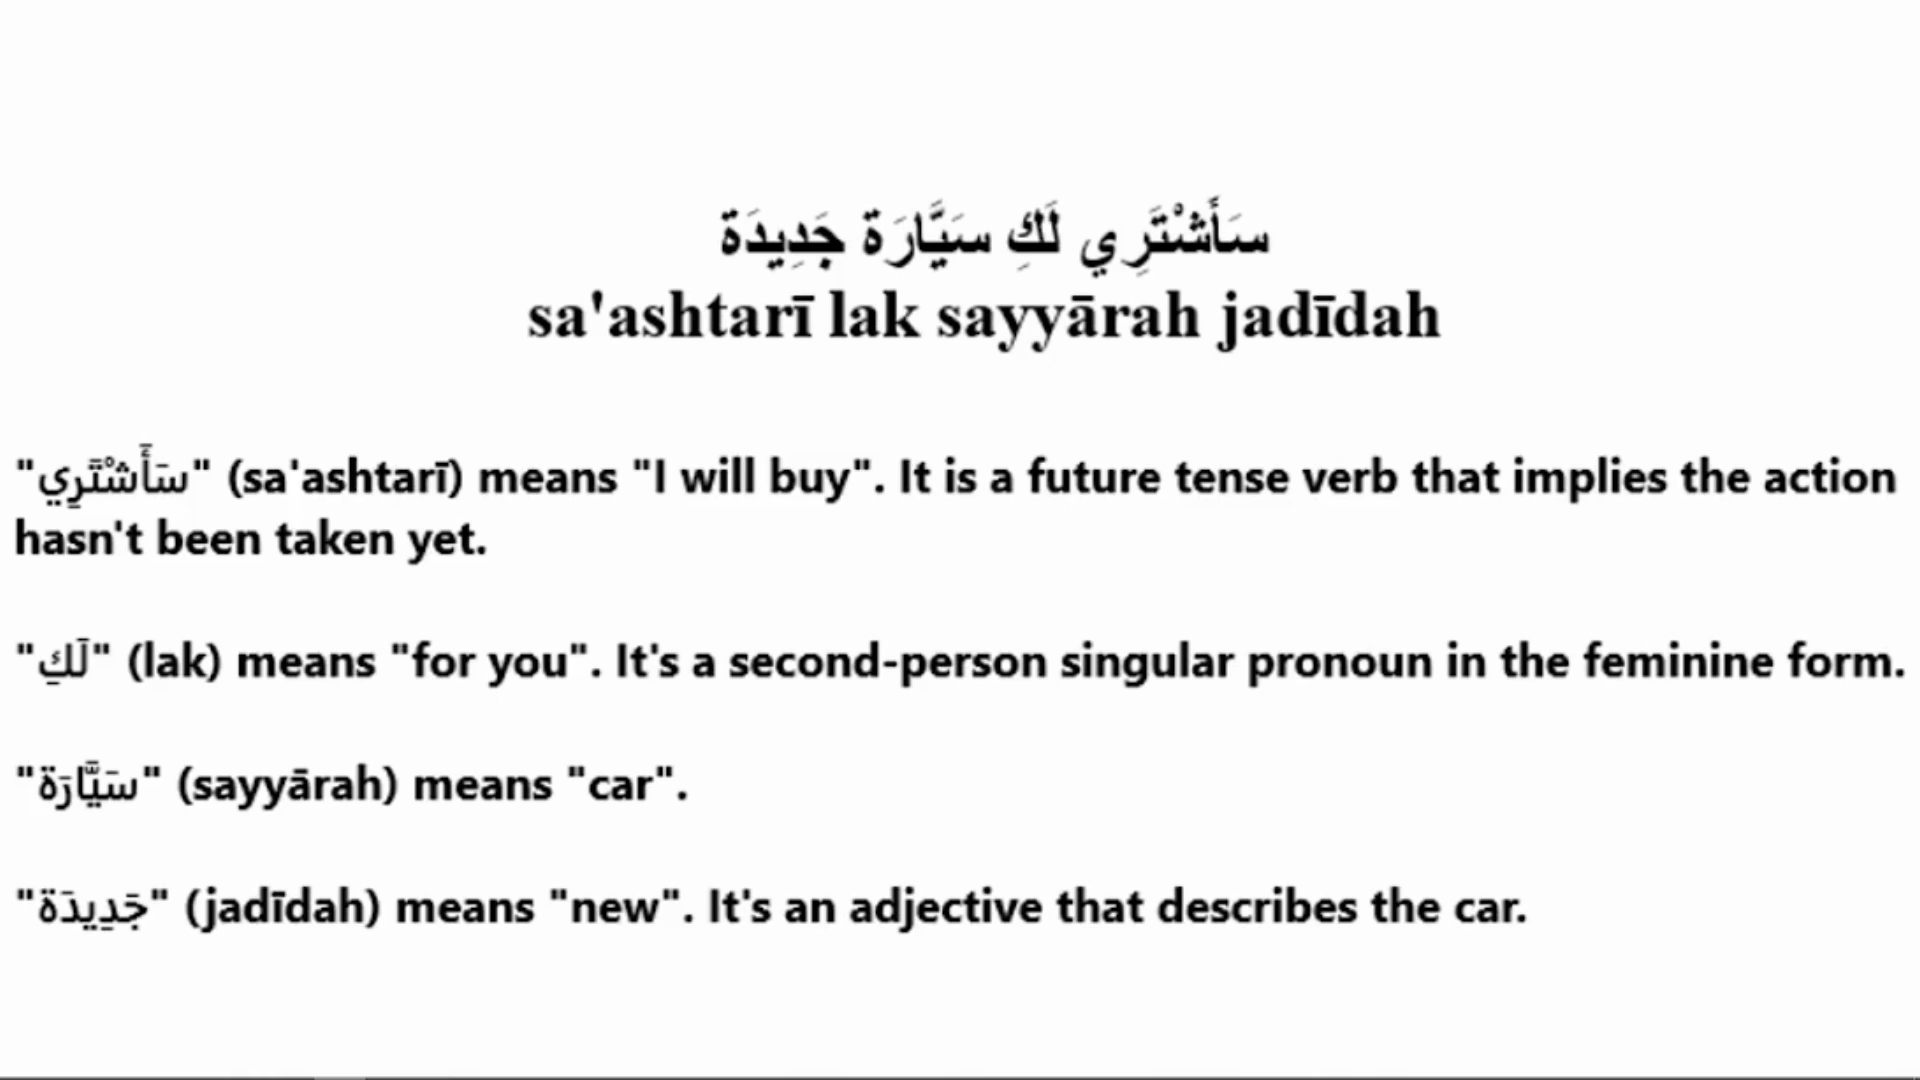 سَأَشْتَرِي لَكِ سَيَّارَة جَدِيدَة
sa'ashtarī lak sayyārah jadīdah
"سَأَشْتَرِي" (sa'ashtarī) means "I will buy". It is a future tense verb that implies the action
hasn't been taken yet.
"لَكِ" (lak) means "for you". It's a second-person singular pronoun in the feminine form.
"سَيَّارَة" (sayyārah) means "car".
"جَدِيدَة" (jadīdah) means "new". It's an adjective that describes the car.